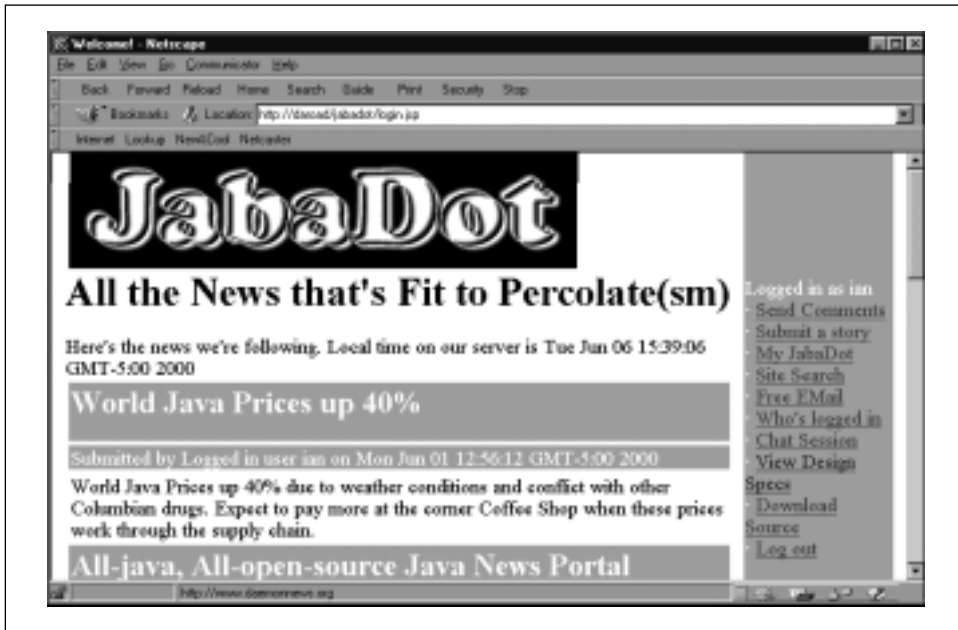 Welcome! - Netscape
File Edit View Go Communicator Help
Back Forward Reload Home Search Guide Print Security Stop
Bookmarks Location: http://daroad/jabadot/login.jsp
Internet Lookup New&Cool Netcaster
JabaDot
All the News that's Fit to Percolate(sm)
Here's the news we're following. Local time on our server is Tue Jun 06 15:39:06
GMT-5:00 2000
World Java Prices up 40%
Submitted by Logged in user ian on Mon Jun 01 12:56:12 GMT-5:00 2000
World Java Prices up 40% due to weather conditions and conflict with other
Columbian drugs. Expect to pay more at the corner Coffee Shop when these prices
work through the supply chain.
All-java, All-open-source Java News Portal
Logged in as ian
· Send Comments
· Submit a story
· My JabaDot
· Site Search
· Free EMail
· Who's logged in
· Chat Session
· View Design
Specs
· Download
Source
· Log out
http://www.daemonnews.org